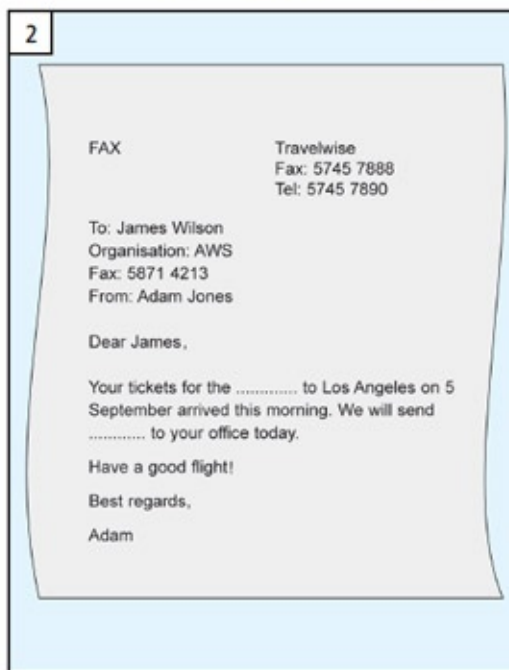 2
FAX
Travelwise
Fax: 5745 7888
Tel: 5745 7890
To: James Wilson
Organisation: AWS
Fax: 5871 4213
From: Adam Jones
Dear James,
Your tickets for the ............. to Los Angeles on 5
September arrived this morning. We will send
............ to your office today.
Have a good flight!
Best regards,
Adam